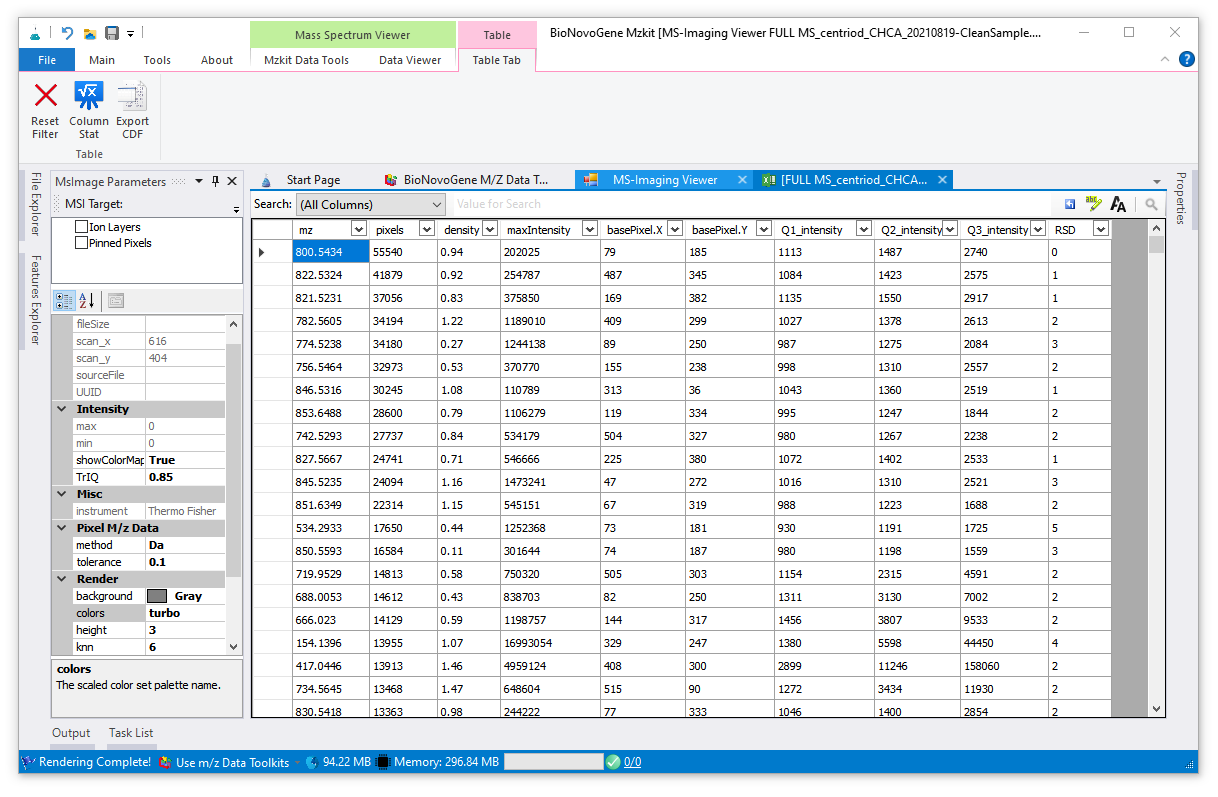 Mass Spectrum Viewer Table BioNovoGene Mzkit [MS-Imaging Viewer FULL MS_centriod_CHCA_20210819-CleanSample....
File Main Tools About Mzkit Data Tools Data Viewer Table Tab
Reset Filter
Column Stat
Export CDF
Table
File Explorer
Features Explorer
MsImage Parameters
MSI Target:
Ion Layers
Pinned Pixels
fileSize
scan_x 616
scan_y 404
sourceFile
UUID
Intensity
max 0
min 0
showColorMap True
TrIQ 0.85
Misc
instrument Thermo Fisher
Pixel M/z Data
method Da
tolerance 0.1
Render
background Gray
colors turbo
height 3
knn 6
colors
The scaled color set palette name.
Start Page BioNovoGene M/Z Data T... MS-Imaging Viewer [FULL MS_centriod_CHCA...
Search: (All Columns) Value for Search
mz pixels density maxIntensity basePixel.X basePixel.Y Q1_intensity Q2_intensity Q3_intensity RSD
800.5434 55540 0.94 202025 79 185 1113 1487 2740 0
822.5324 41879 0.92 254787 487 345 1084 1423 2575 1
821.5231 37056 0.83 375850 169 382 1135 1550 2917 1
782.5605 34194 1.22 1189010 409 299 1027 1378 2613 2
774.5238 34180 0.27 1244138 89 250 987 1275 2084 3
756.5464 32973 0.53 370770 155 238 998 1310 2557 2
846.5316 30245 1.08 110789 313 36 1043 1360 2519 1
853.6488 28600 0.79 1106279 119 334 995 1247 1844 2
742.5293 27737 0.84 534179 504 327 980 1267 2238 2
827.5667 24741 0.71 546666 225 380 1072 1402 2533 1
845.5235 24094 1.16 1473241 47 272 1016 1310 2521 3
851.6349 22314 1.15 545151 67 319 988 1223 1688 2
534.2933 17650 0.44 1252368 73 181 930 1191 1725 5
850.5593 16584 0.11 301644 74 187 980 1198 1559 3
719.9529 14813 0.58 750320 505 303 1154 2315 4591 2
688.0053 14612 0.43 838703 82 250 1311 3130 7002 2
666.023 14129 0.59 1198757 144 317 1456 3807 9533 2
154.1396 13955 1.07 16993054 329 247 1380 5598 44450 4
417.0446 13913 1.46 4959124 408 300 2899 11246 158060 2
734.5645 13468 1.47 648604 515 90 1272 3434 11930 2
830.5418 13363 0.98 244222 77 333 1046 1400 2854 2
Properties
Output Task List
Rendering Complete! Use m/z Data Toolkits 94.22 MB Memory: 296.84 MB 0/0